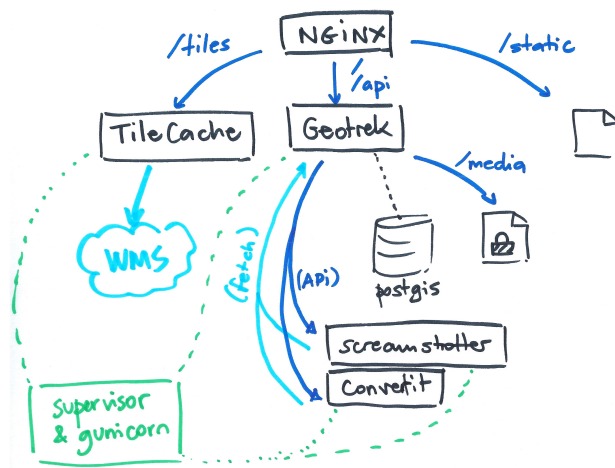 NGiNX
/tiles
/static
/
/api
TileCache
Geotrek
/media
WMS
(fetch)
(API)
postgis
screamshotter
convertit
supervisor
& gunicorn